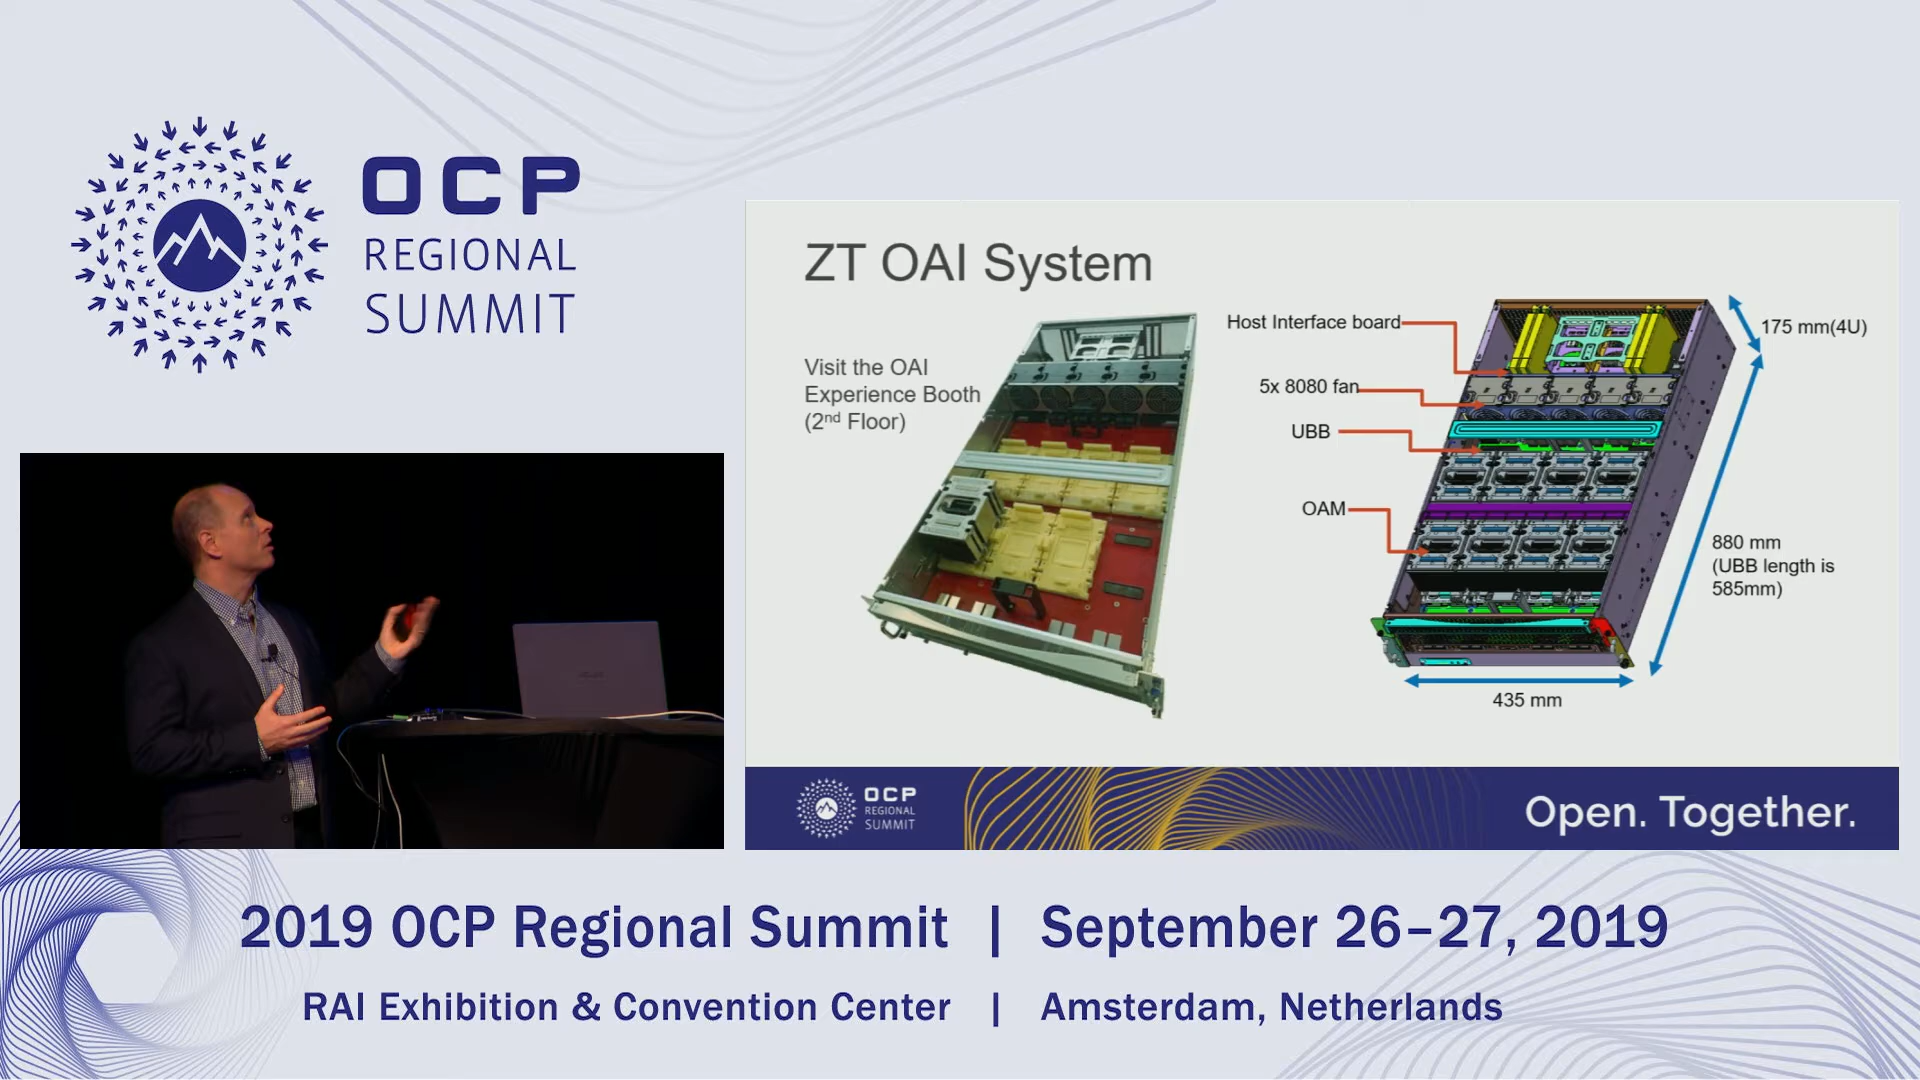 OCP
REGIONAL
SUMMIT
ZT OAI System
Visit the OAI
Experience Booth
(2nd Floor)
Host Interface board
5x 8080 fan
UBB
OAM
175 mm(4U)
880 mm
(UBB length is
585mm)
435 mm
OCP
REGIONAL
SUMMIT
Open. Together.
2019 OCP Regional Summit | September 26–27, 2019
RAI Exhibition & Convention Center | Amsterdam, Netherlands